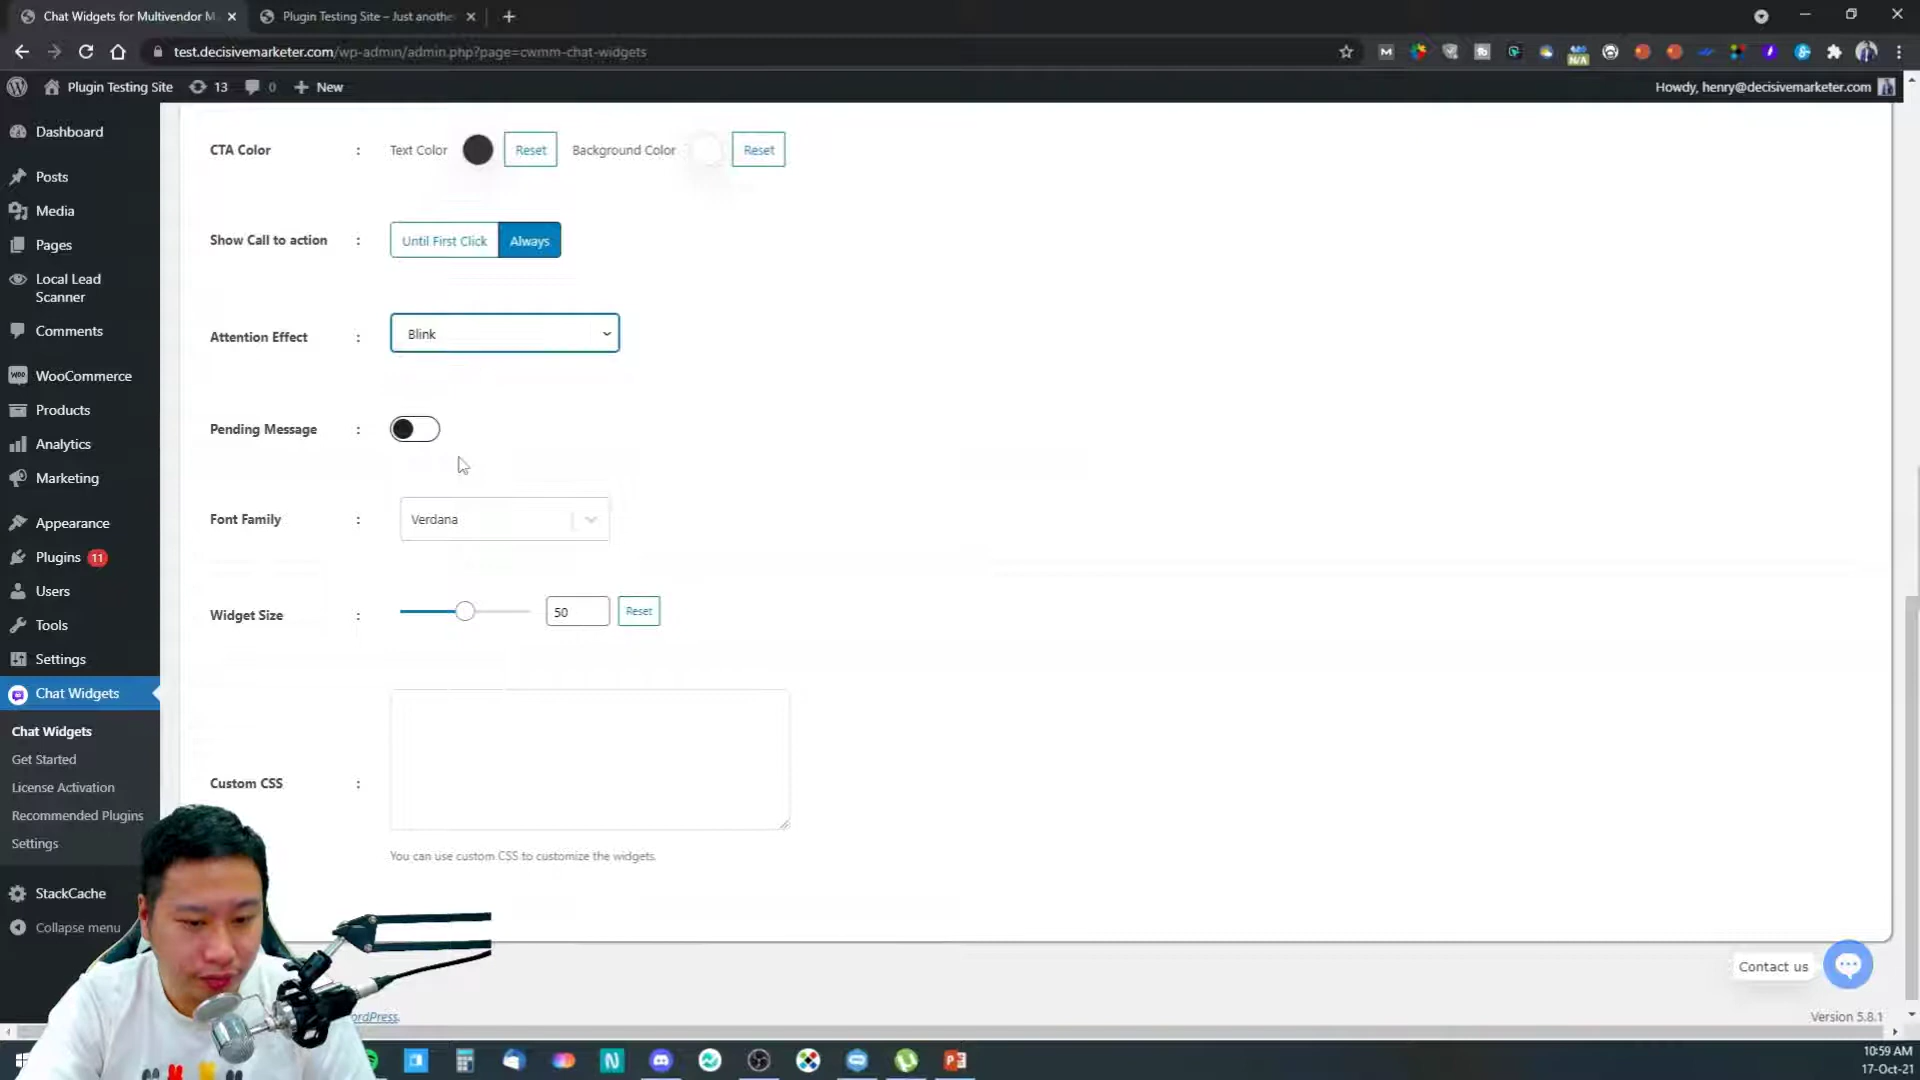 Chat Widgets for Multivendor M
Plugin Testing Site – Just anothe
test.decisivemarketer.com/wp-admin/admin.php?page=cwmm-chat-widgets
N/A
Plugin Testing Site
13
0
New
Howdy, henry@decisivemarketer.com
Dashboard
Posts
Media
Pages
Local Lead
Scanner
Comments
WooCommerce
Products
Analytics
Marketing
Appearance
Plugins 11
Users
Tools
Settings
Chat Widgets
Chat Widgets
Get Started
License Activation
Recommended Plugins
Settings
StackCache
Collapse menu
CTA Color : Text Color Reset Background Color Reset
Show Call to action : Until First Click Always
Attention Effect : Blink
Pending Message :
Font Family : Verdana
Widget Size : 50 Reset
Custom CSS :
You can use custom CSS to customize the widgets.
Contact us
ordPress.
Version 5.8.1
10:59 AM
17-Oct-21